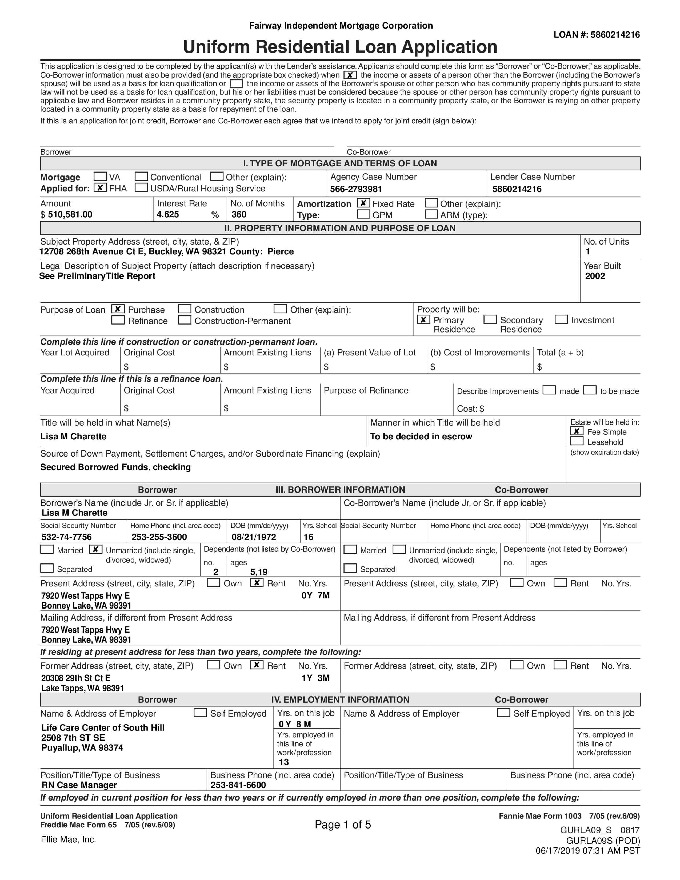 Fairway Independent Mortgage Corporation
LOAN #: 5860214216
Uniform Residential Loan Application
This application is designed to be completed by the applicant(s) with the Lender's assistance. Applicants should complete this form as "Borrower" or "Co-Borrower," as applicable.
Co-Borrower information must also be provided (and the appropriate box checked) when [X] the income or assets of a person other than the Borrower (including the Borrower's
spouse) will be used as a basis for loan qualification or [ ] the income or assets of the Borrower's spouse or other person who has community property rights pursuant to state
law will not be used as a basis for loan qualification, but his or her liabilities must be considered because the spouse or other person has community property rights pursuant to
applicable law and Borrower resides in a community property state, the security property is located in a community property state, or the Borrower is relying on other property
located in a community property state as a basis for repayment of the loan.
If this is an application for joint credit, Borrower and Co-Borrower each agree that we intend to apply for joint credit (sign below):
Borrower Co-Borrower
I. TYPE OF MORTGAGE AND TERMS OF LOAN
Mortgage [ ] VA [ ] Conventional [ ] Other (explain): Agency Case Number Lender Case Number
Applied for: [X] FHA [ ] USDA/Rural Housing Service 566-2793981 5860214216
Amount Interest Rate No. of Months Amortization [X] Fixed Rate [ ] Other (explain):
$ 510,581.00 4.625 % 360 Type: [ ] GPM [ ] ARM (type):
II. PROPERTY INFORMATION AND PURPOSE OF LOAN
Subject Property Address (street, city, state, & ZIP) No. of Units
12708 268th Avenue Ct E, Buckley, WA 98321 County: Pierce 1
Legal Description of Subject Property (attach description if necessary) Year Built
See PreliminaryTitle Report 2002
Purpose of Loan [X] Purchase [ ] Construction [ ] Other (explain): Property will be:
[ ] Refinance [ ] Construction-Permanent [X] Primary Residence [ ] Secondary Residence [ ] Investment
Complete this line if construction or construction-permanent loan.
Year Lot Acquired Original Cost Amount Existing Liens (a) Present Value of Lot (b) Cost of Improvements Total (a + b)
$ $ $ $ $
Complete this line if this is a refinance loan.
Year Acquired Original Cost Amount Existing Liens Purpose of Refinance Describe Improvements [ ] made [ ] to be made
$ $ Cost: $
Title will be held in what Name(s) Manner in which Title will be held Estate will be held in:
Lisa M Charette To be decided in escrow [X] Fee Simple
[ ] Leasehold
Source of Down Payment, Settlement Charges, and/or Subordinate Financing (explain) (show expiration date)
Secured Borrowed Funds, checking
Borrower III. BORROWER INFORMATION Co-Borrower
Borrower's Name (include Jr. or Sr. if applicable) Co-Borrower's Name (include Jr. or Sr. if applicable)
Lisa M Charette
Social Security Number Home Phone (incl. area code) DOB (mm/dd/yyyy) Yrs. School Social Security Number Home Phone (incl. area code) DOB (mm/dd/yyyy) Yrs. School
532-74-7756 253-255-3600 08/21/1972 16
[ ] Married [X] Unmarried (include single, Dependents (not listed by Co-Borrower) [ ] Married [ ] Unmarried (include single, Dependents (not listed by Borrower)
divorced, widowed) no. ages divorced, widowed) no. ages
[ ] Separated 2 5,19 [ ] Separated
Present Address (street, city, state, ZIP) [ ] Own [X] Rent No. Yrs. Present Address (street, city, state, ZIP) [ ] Own [ ] Rent No. Yrs.
7920 West Tapps Hwy E 0Y 7M
Bonney Lake, WA 98391
Mailing Address, if different from Present Address Mailing Address, if different from Present Address
7920 West Tapps Hwy E
Bonney Lake, WA 98391
If residing at present address for less than two years, complete the following:
Former Address (street, city, state, ZIP) [ ] Own [X] Rent No. Yrs. Former Address (street, city, state, ZIP) [ ] Own [ ] Rent No. Yrs.
20308 29th St Ct E 1Y 3M
Lake Tapps, WA 98391
Borrower IV. EMPLOYMENT INFORMATION Co-Borrower
Name & Address of Employer [ ] Self Employed Yrs. on this job Name & Address of Employer [ ] Self Employed Yrs. on this job
0Y 8 M
Life Care Center of South Hill Yrs. employed in Yrs. employed in
2508 7th ST SE this line of this line of
Puyallup, WA 98374 work/profession work/profession
13
Position/Title/Type of Business Business Phone (incl. area code) Position/Title/Type of Business Business Phone (incl. area code)
RN Case Manager 253-841-6600
If employed in current position for less than two years or if currently employed in more than one position, complete the following:
Uniform Residential Loan Application Fannie Mae Form 1003 7/05 (rev.6/09)
Freddie Mac Form 65 7/05 (rev.6/09) Page 1 of 5
GURLA09_S 0817
Ellie Mae, Inc. GURLA09S (POD)
06/17/2019 07:31 AM PST